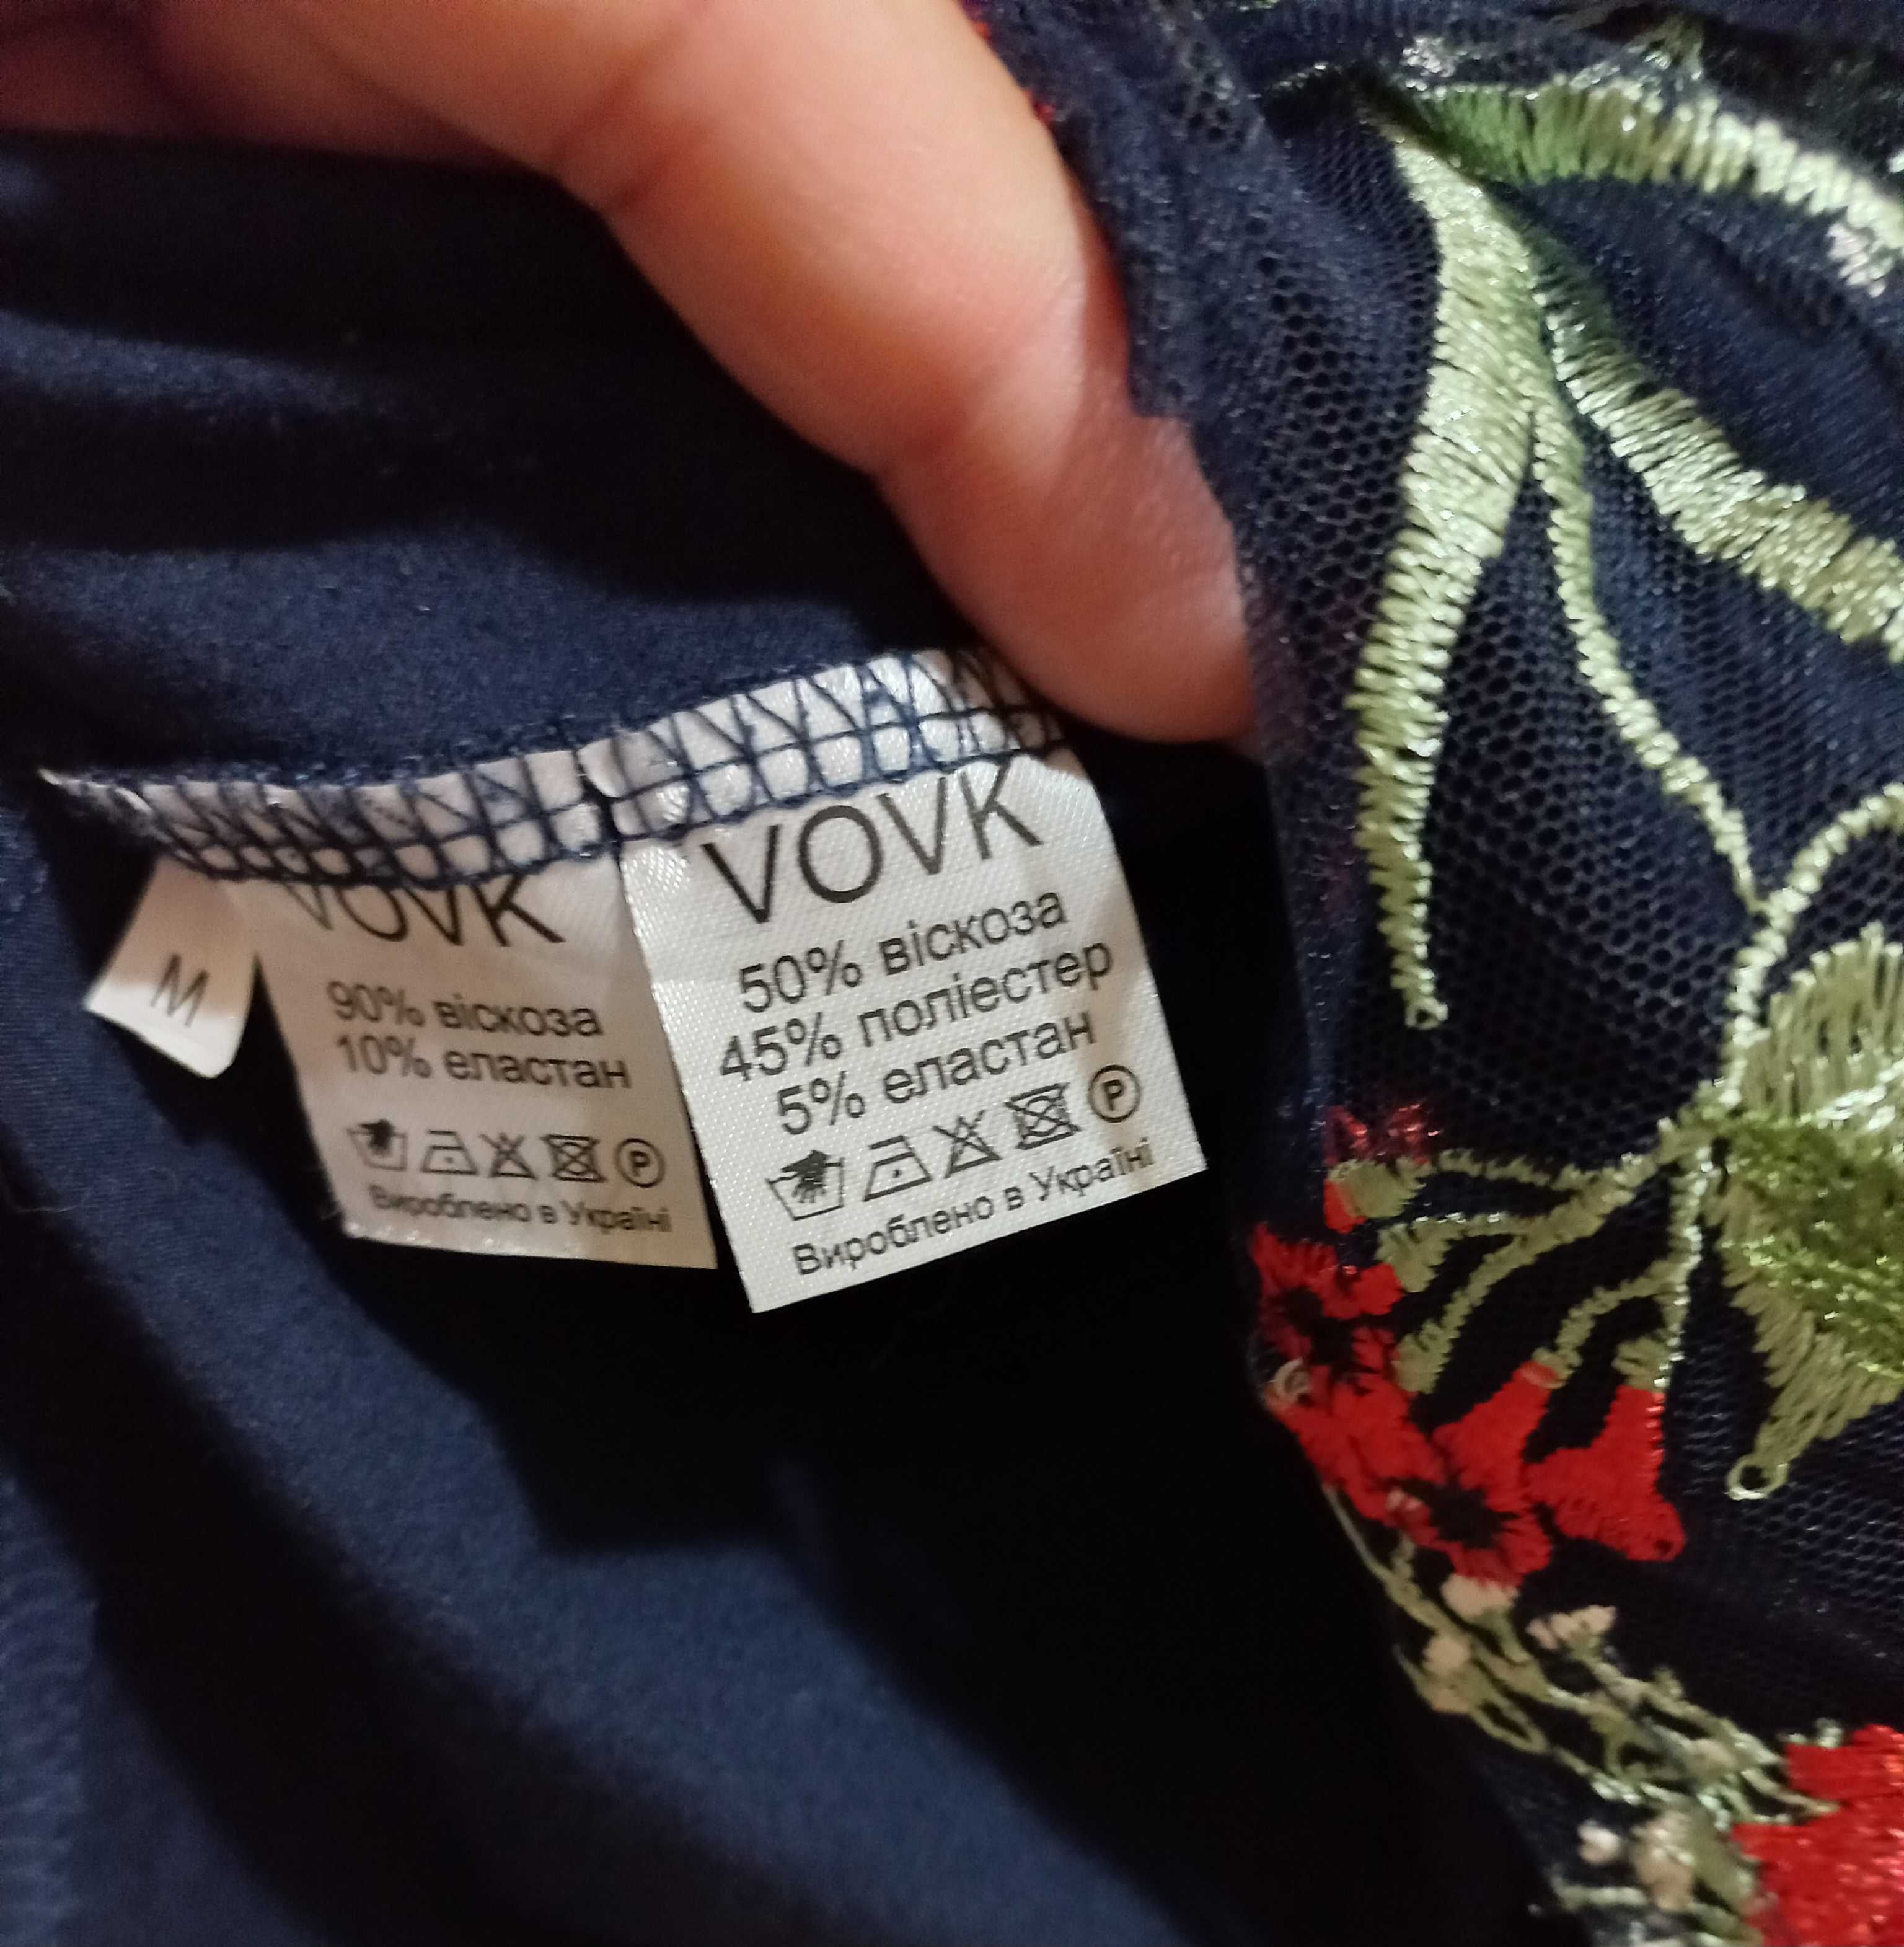 M
VOVK
90% віскоза
10% еластан
P
Вироблено в Україні
VOVK
50% віскоза
45% поліестер
5% еластан
P
Вироблено в Україні